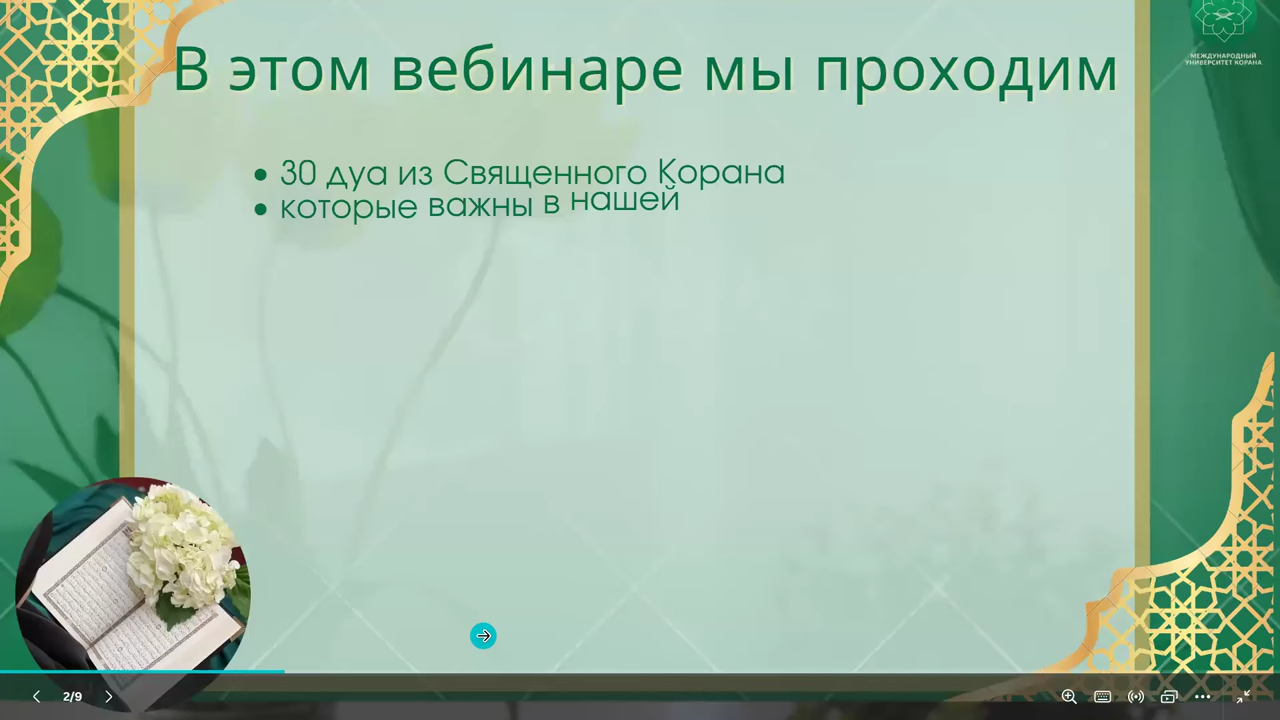 МЕЖДУНАРОДНЫЙ
УНИВЕРСИТЕТ КОРАНА
В этом вебинаре мы проходим
• 30 дуа из Священного Корана
• которые важны в нашей
2/9